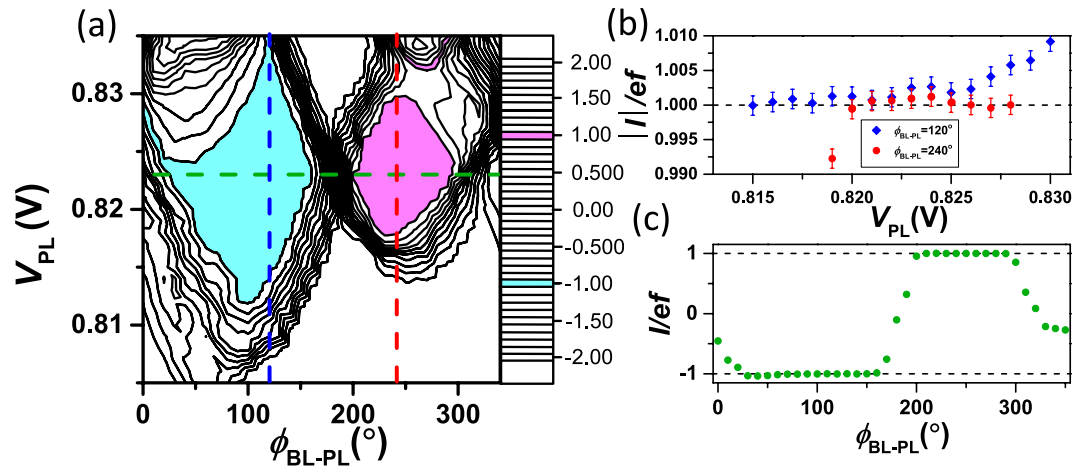 (a)
V_PL (V)
0.83
0.82
0.81
0 100 200 300
ϕ_BL-PL(°)
2.00
1.50
1.00
0.500
0.00
-0.500
-1.00
-1.50
-2.00
(b)
|I|/ef
1.010
1.005
1.000
0.995
0.990
ϕ_BL-PL=120°
ϕ_BL-PL=240°
0.815 0.820 0.825 0.830
V_PL(V)
(c)
I/ef
1
0
-1
0 100 200 300
ϕ_BL-PL(°)